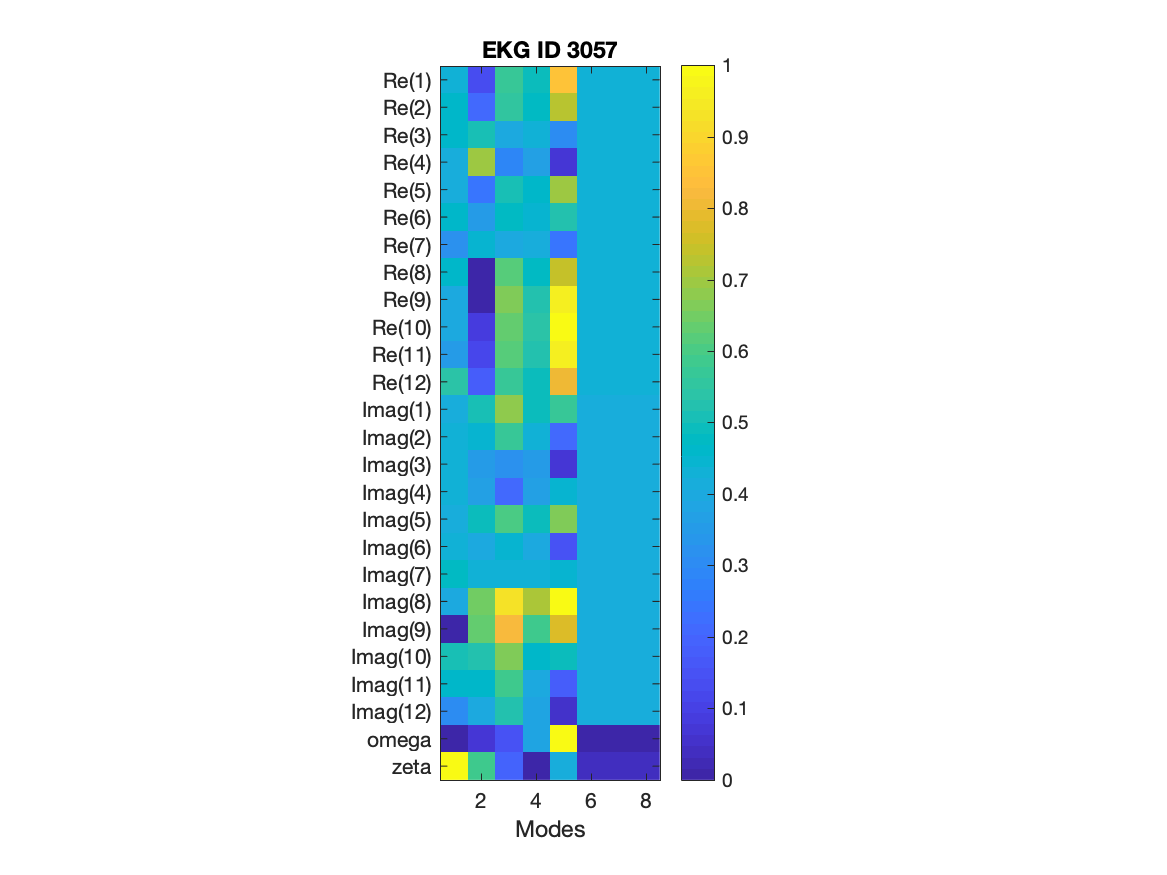 EKG ID 3057
Re(1)
Re(2)
Re(3)
Re(4)
Re(5)
Re(6)
Re(7)
Re(8)
Re(9)
Re(10)
Re(11)
Re(12)
Imag(1)
Imag(2)
Imag(3)
Imag(4)
Imag(5)
Imag(6)
Imag(7)
Imag(8)
Imag(9)
Imag(10)
Imag(11)
Imag(12)
omega
zeta
2 4 6 8
Modes
1
0.9
0.8
0.7
0.6
0.5
0.4
0.3
0.2
0.1
0